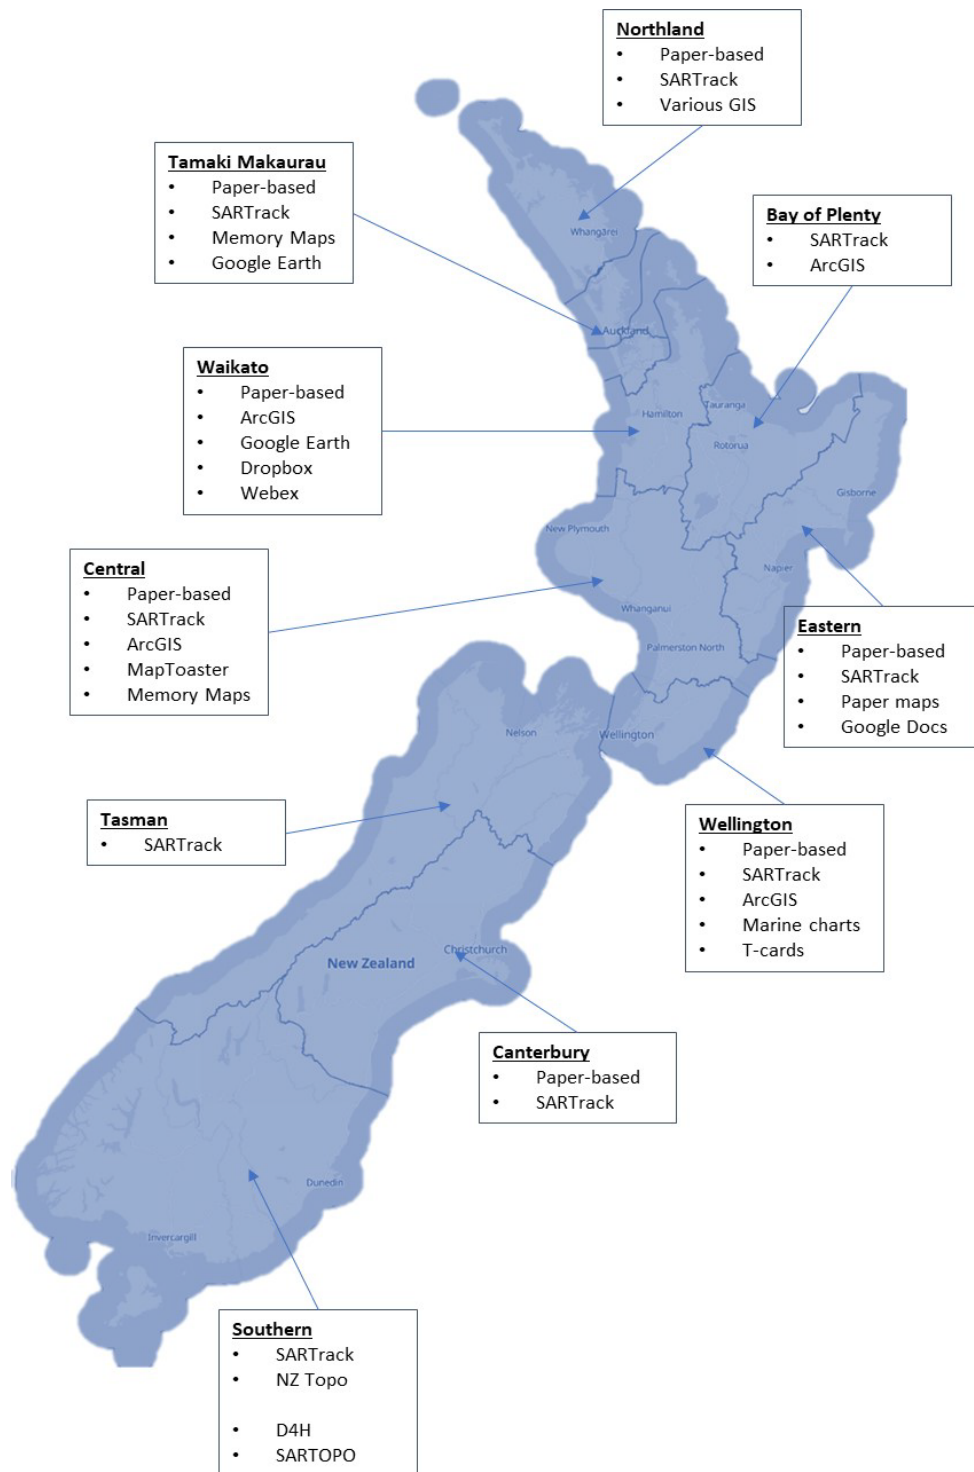 Northland
• Paper-based
• SARTrack
• Various GIS
Tamaki Makaurau
• Paper-based
• SARTrack
• Memory Maps
• Google Earth
Bay of Plenty
• SARTrack
• ArcGIS
Waikato
• Paper-based
• ArcGIS
• Google Earth
• Dropbox
• Webex
Central
• Paper-based
• SARTrack
• ArcGIS
• MapToaster
• Memory Maps
Eastern
• Paper-based
• SARTrack
• Paper maps
• Google Docs
Tasman
• SARTrack
Wellington
• Paper-based
• SARTrack
• ArcGIS
• Marine charts
• T-cards
Canterbury
• Paper-based
• SARTrack
Southern
• SARTrack
• NZ Topo
• D4H
• SARTOPO
Whangārei
Auckland
Hamilton
Tauranga
Rotorua
Gisborne
New Plymouth
Napier
Whanganui
Palmerston North
Nelson
Wellington
Christchurch
New Zealand
Dunedin
Invercargill